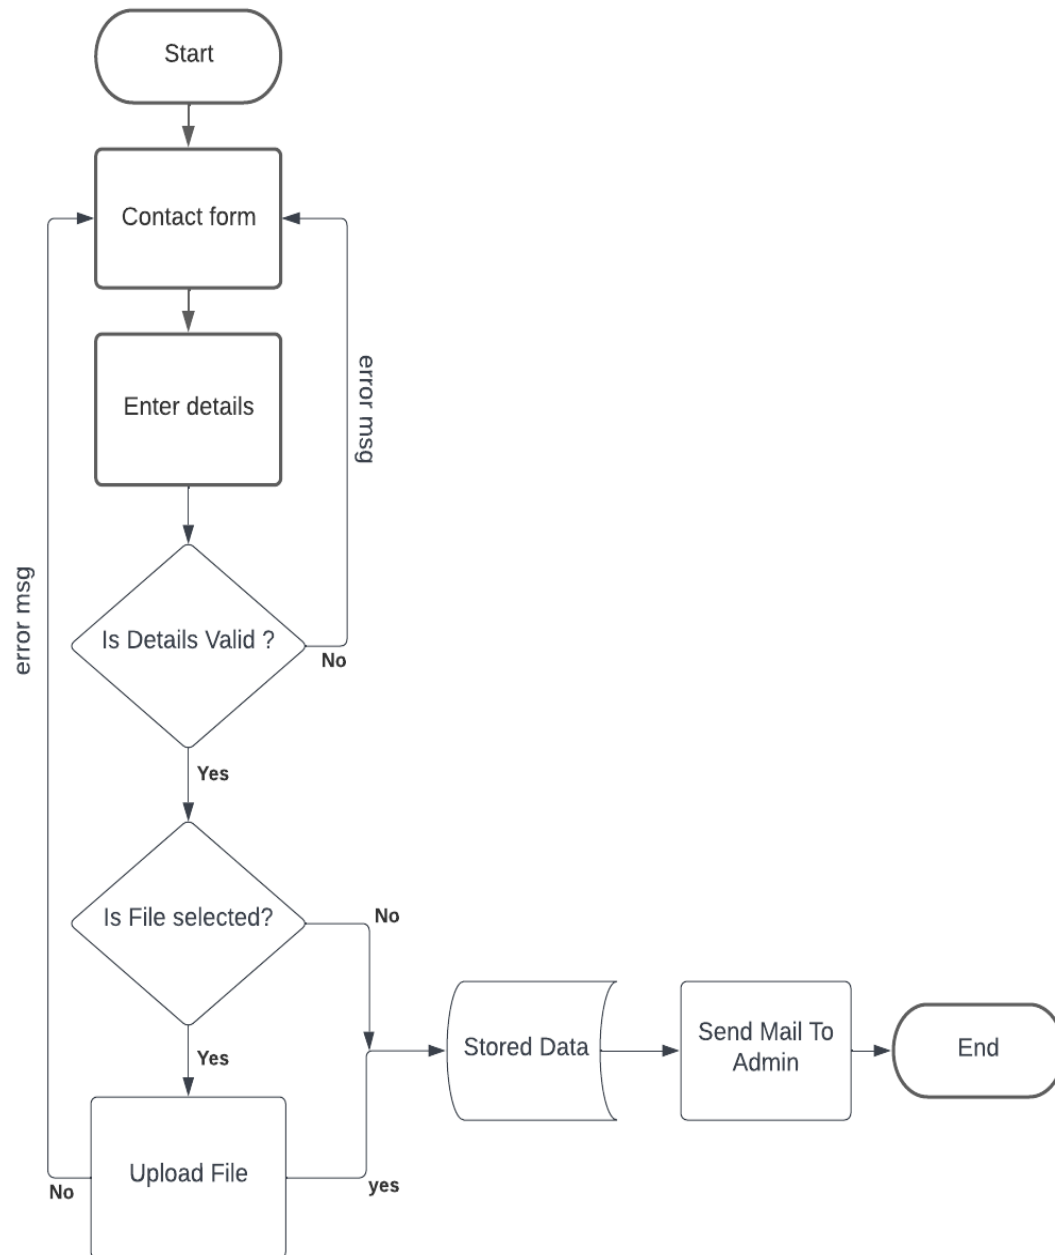 Start
Contact form
Enter details
error msg
Is Details Valid ?
No
error msg
Yes
Is File selected?
No
Yes
Stored Data
Send Mail To
Admin
End
Upload File
No
yes